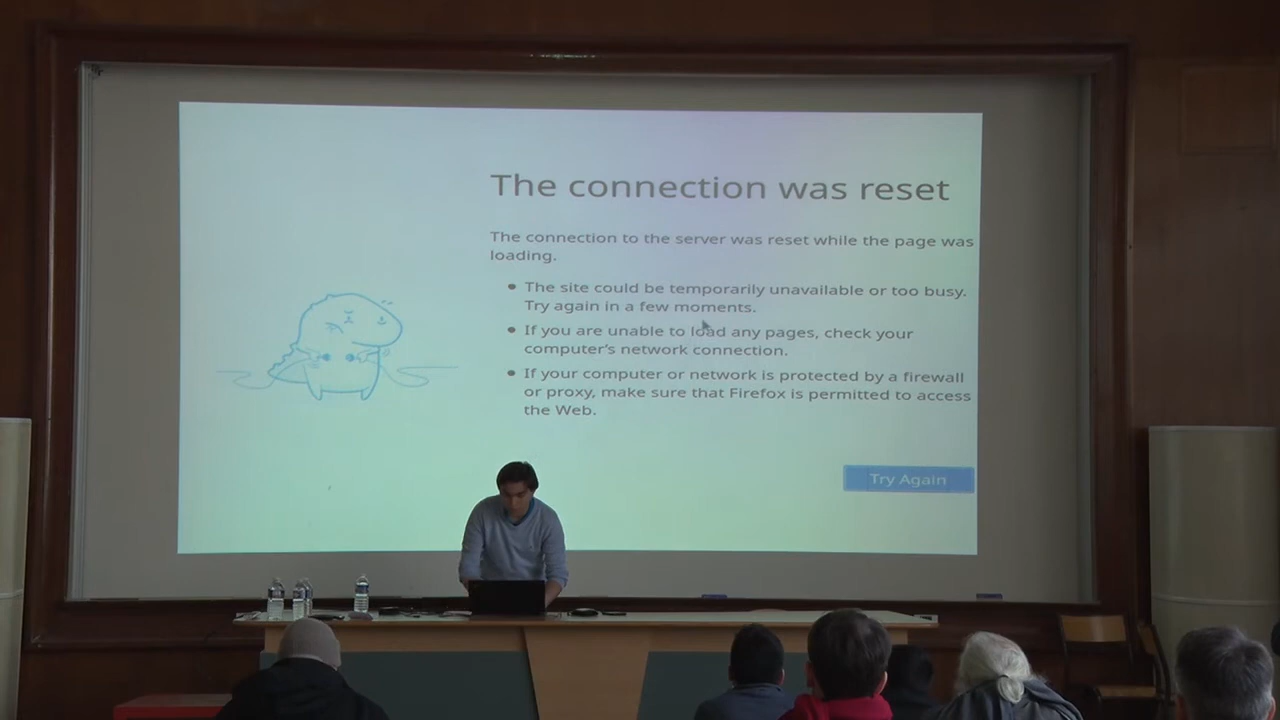 The connection was reset
The connection to the server was reset while the page was
loading.
● The site could be temporarily unavailable or too busy.
Try again in a few moments.
● If you are unable to load any pages, check your
computer’s network connection.
● If your computer or network is protected by a firewall
or proxy, make sure that Firefox is permitted to access
the Web.
Try Again